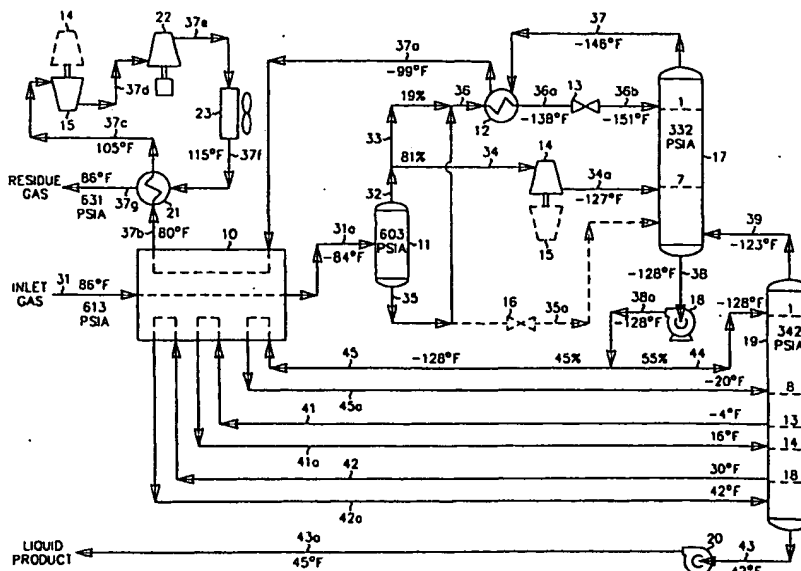 14
22
37e
37
-146°F
37a
-99°F
37d
15
37c
105°F
23
115°F
37f
19%
36
36a
13
36b
12
-138°F
-151°F
1
332
PSIA
17
33
81%
34
14
34a
-127°F
7
RESIDUE
GAS
86°F
631
PSIA
37g
21
37b
80°F
10
31a
-84°F
32
603
PSIA
11
15
39
-123°F
INLET
GAS
31
86°F
613
PSIA
35
16
35a
-128°F
38
38a
-128°F
18
-128°F
1
19
342
PSIA
45
-128°F
45%
55%
44
-20°F
8
45a
41
-4°F
13
16°F
14
41a
42
30°F
18
42°F
42a
LIQUID
PRODUCT
43a
45°F
20
43
42°F